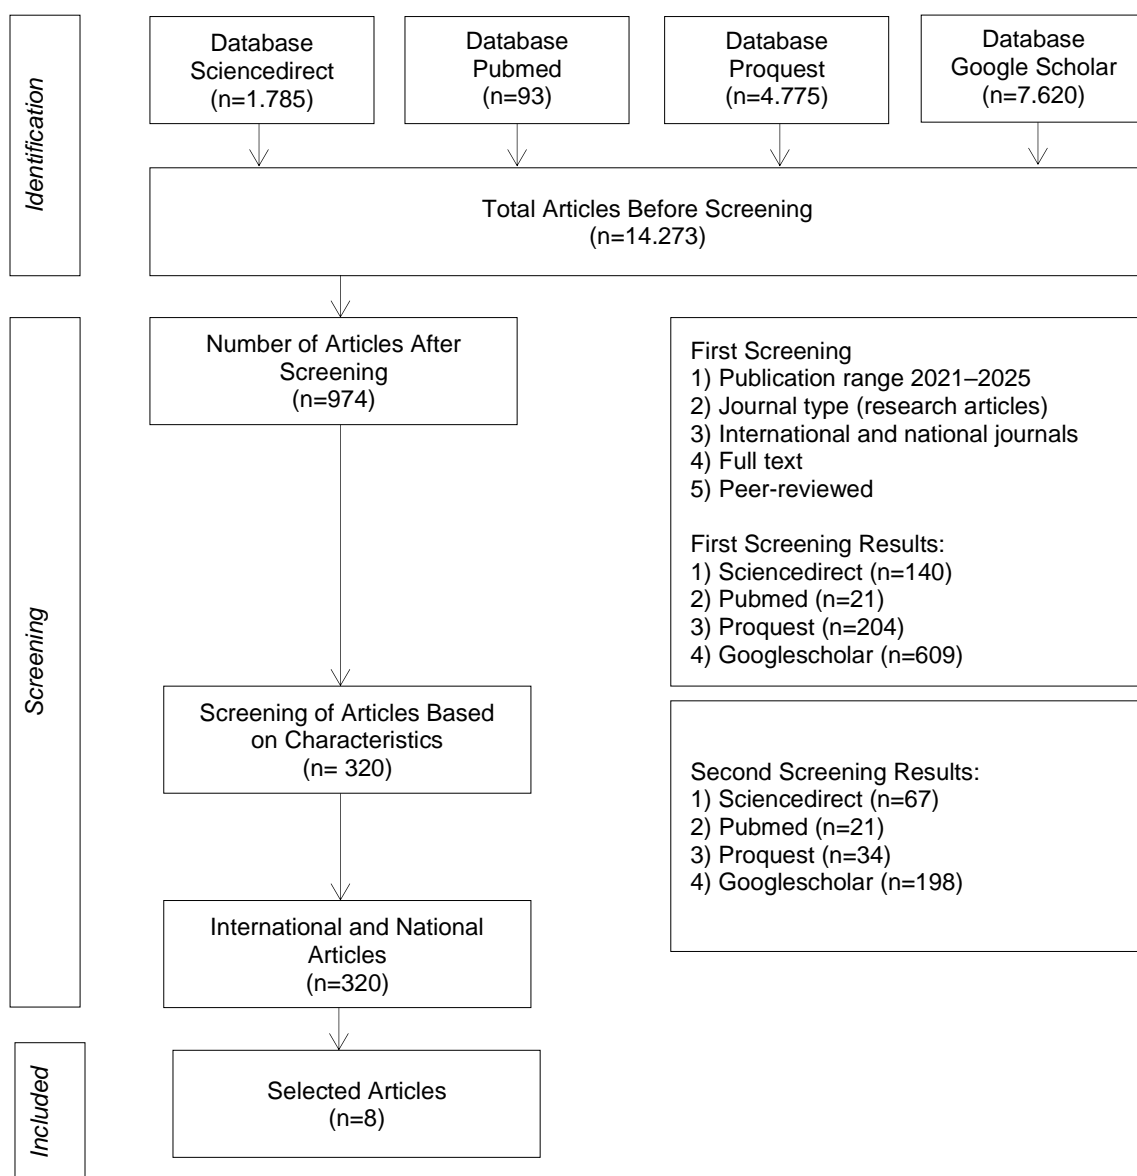 Identification
Database
Sciencedirect
(n=1.785)
Database
Pubmed
(n=93)
Database
Proquest
(n=4.775)
Database
Google Scholar
(n=7.620)
Total Articles Before Screening
(n=14.273)
Screening
Number of Articles After
Screening
(n=974)
First Screening
1) Publication range 2021–2025
2) Journal type (research articles)
3) International and national journals
4) Full text
5) Peer-reviewed
First Screening Results:
1) Sciencedirect (n=140)
2) Pubmed (n=21)
3) Proquest (n=204)
4) Googlescholar (n=609)
Screening of Articles Based
on Characteristics
(n= 320)
Second Screening Results:
1) Sciencedirect (n=67)
2) Pubmed (n=21)
3) Proquest (n=34)
4) Googlescholar (n=198)
International and National
Articles
(n=320)
Included
Selected Articles
(n=8)